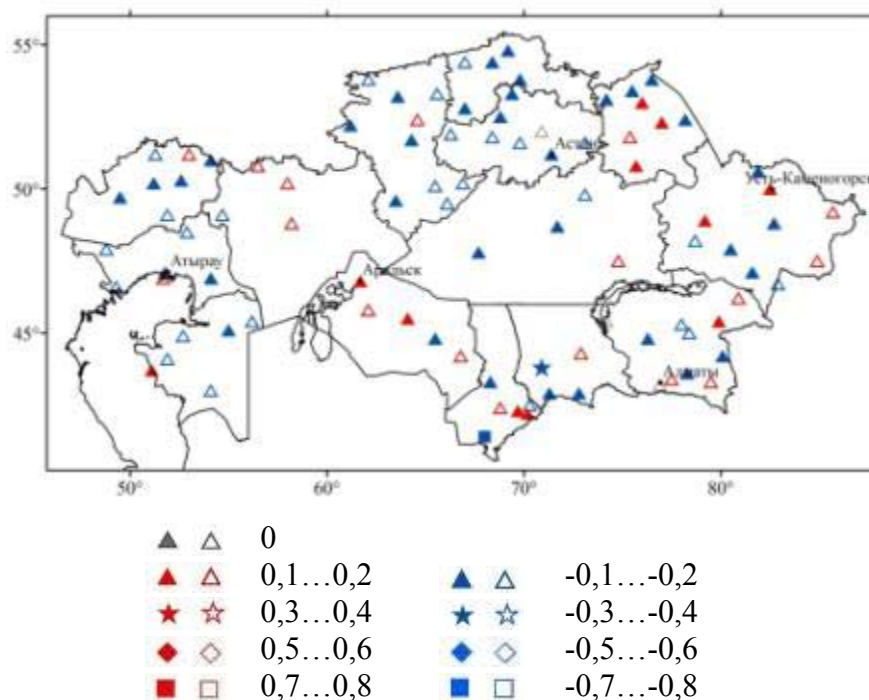 55°
Астана
50°
Усть-Каменогорск
Атырау
Аральск
45°
Алматы
50° 60° 70° 80°
0
0,1...0,2 -0,1...-0,2
0,3...0,4 -0,3...-0,4
0,5...0,6 -0,5...-0,6
0,7...0,8 -0,7...-0,8